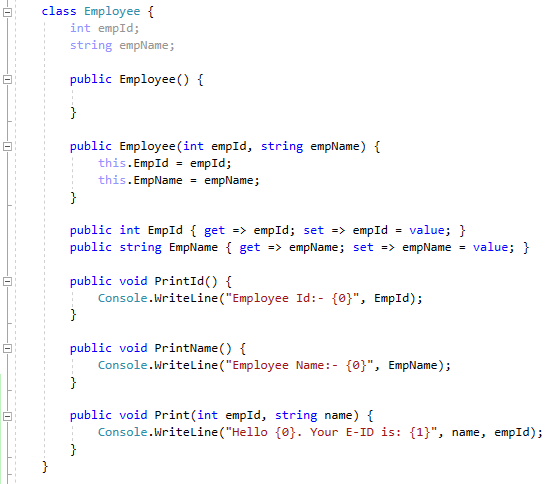 class Employee {
int empId;
string empName;
public Employee() {
}
public Employee(int empId, string empName) {
this.EmpId = empId;
this.EmpName = empName;
}
public int EmpId { get => empId; set => empId = value; }
public string EmpName { get => empName; set => empName = value; }
public void PrintId() {
Console.WriteLine("Employee Id:- {0}", EmpId);
}
public void PrintName() {
Console.WriteLine("Employee Name:- {0}", EmpName);
}
public void Print(int empId, string name) {
Console.WriteLine("Hello {0}. Your E-ID is: {1}", name, empId);
}
}